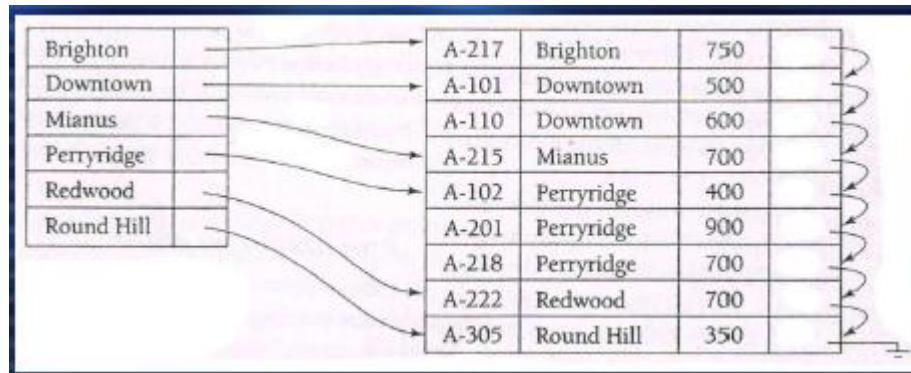 Brighton
Downtown
Mianus
Perryridge
Redwood
Round Hill
A-217 Brighton 750
A-101 Downtown 500
A-110 Downtown 600
A-215 Mianus 700
A-102 Perryridge 400
A-201 Perryridge 900
A-218 Perryridge 700
A-222 Redwood 700
A-305 Round Hill 350